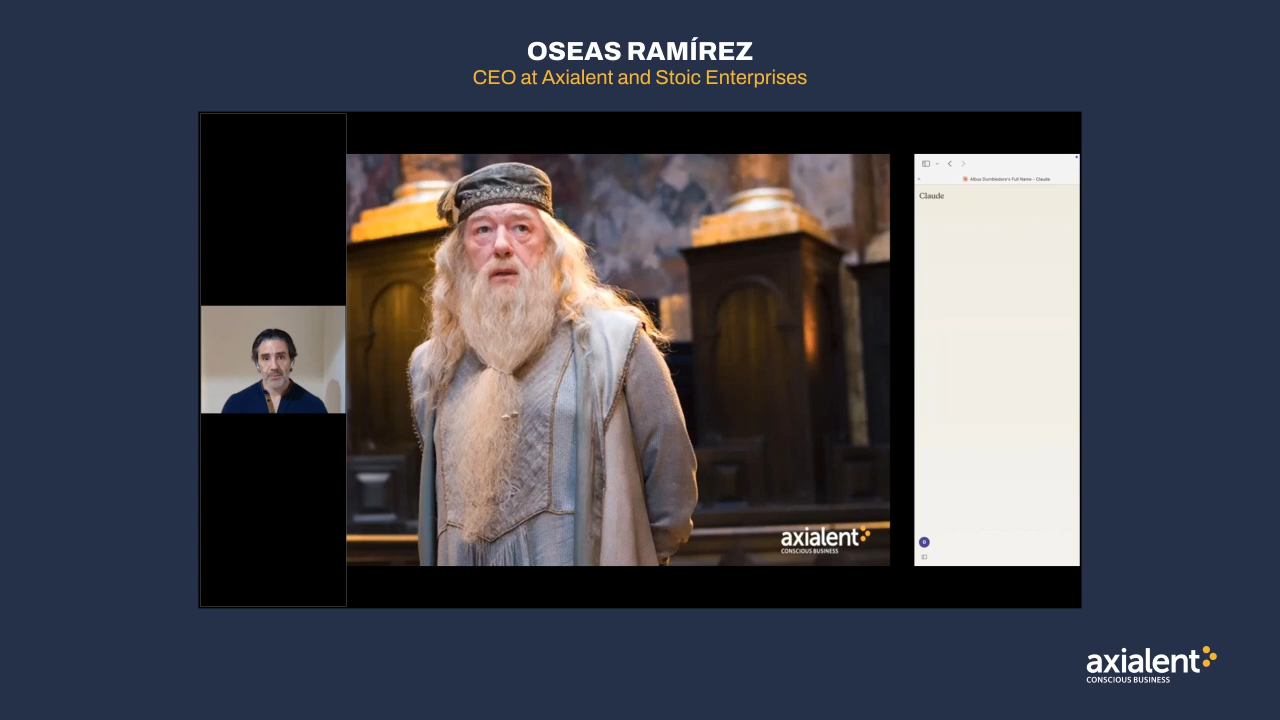 OSEAS RAMÍREZ
CEO at Axialent and Stoic Enterprises
Albus Dumbledore's Full Name - Claude
Claude
axialent
CONSCIOUS BUSINESS
axialent
CONSCIOUS BUSINESS